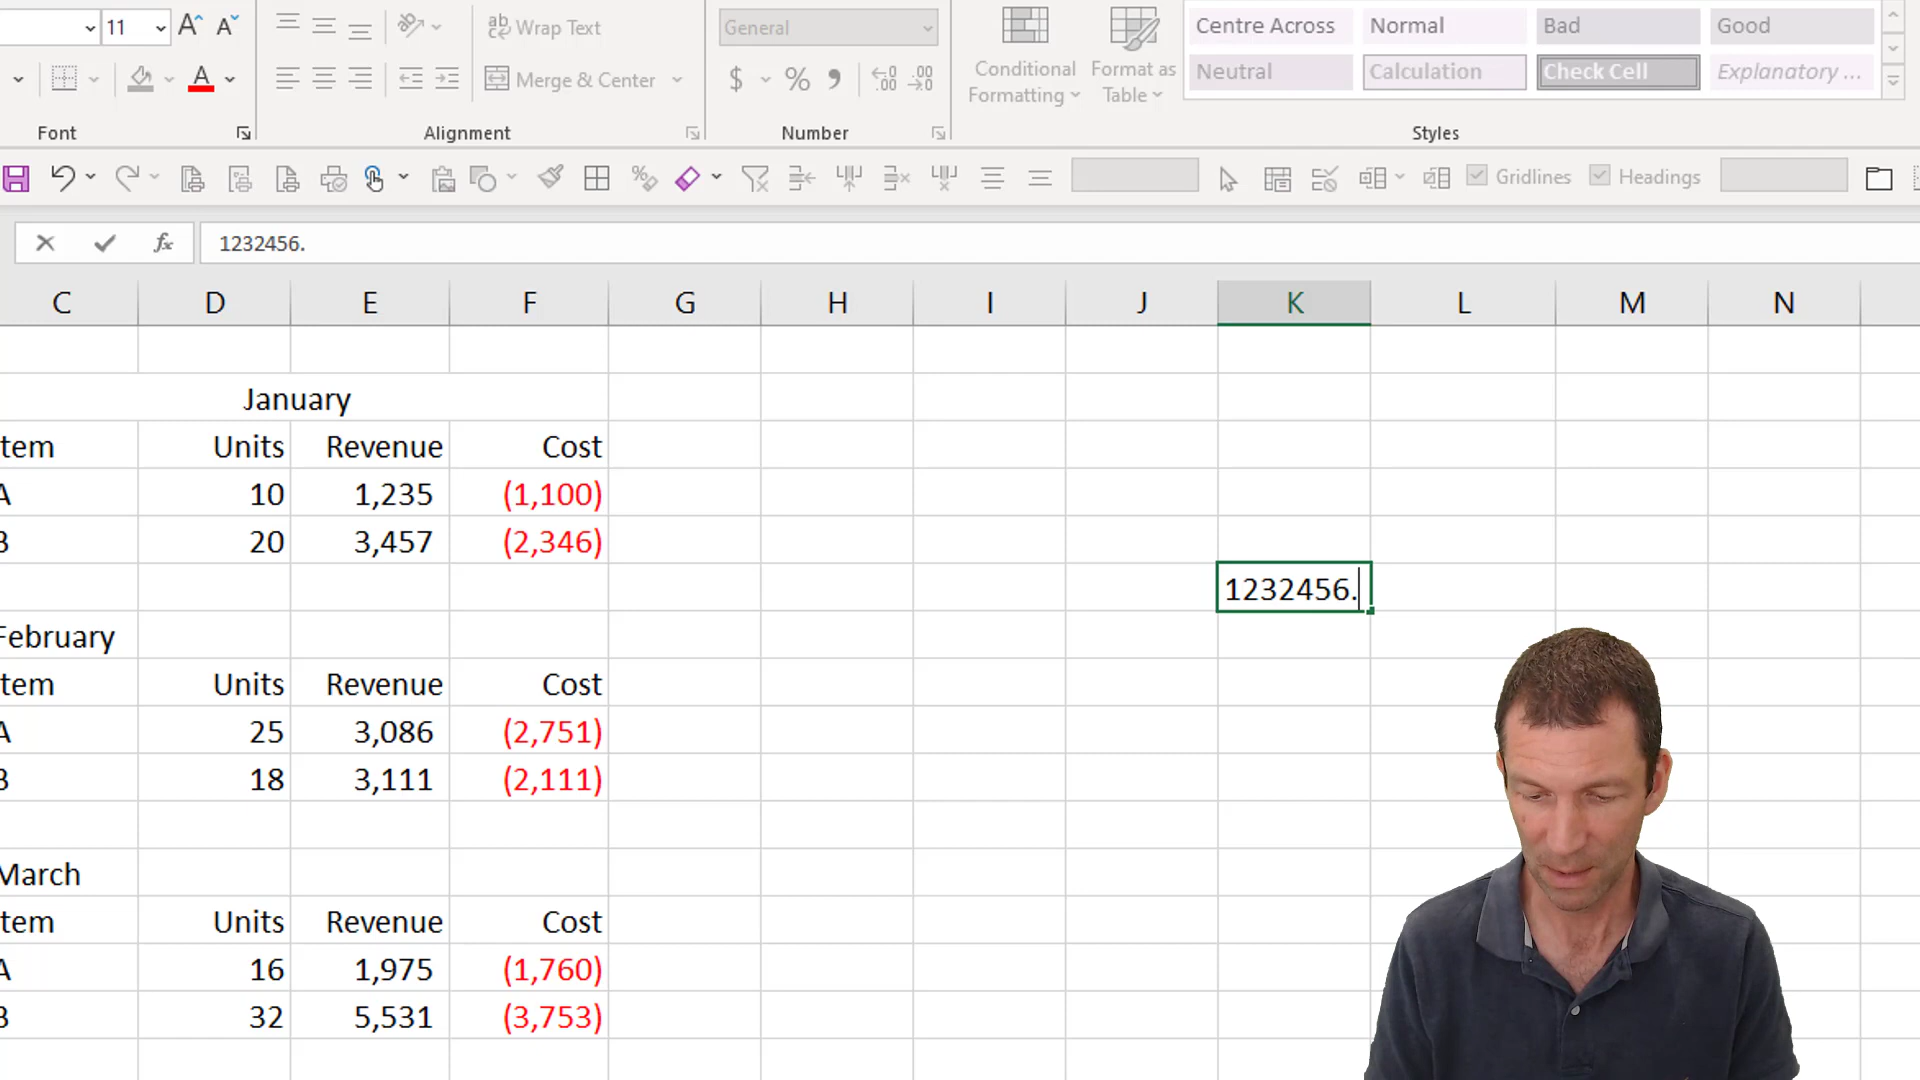 11 A A
ab Wrap Text General Centre Across Normal Bad Good
Merge & Center $ % Conditional Formatting Format as Table Neutral Calculation Check Cell Explanatory ...
Font Alignment Number Styles
Gridlines Headings
fx 1232456.
C D E F G H I J K L M N
January
tem Units Revenue Cost
A 10 1,235 (1,100)
B 20 3,457 (2,346)
1232456.
February
tem Units Revenue Cost
A 25 3,086 (2,751)
B 18 3,111 (2,111)
March
tem Units Revenue Cost
A 16 1,975 (1,760)
B 32 5,531 (3,753)